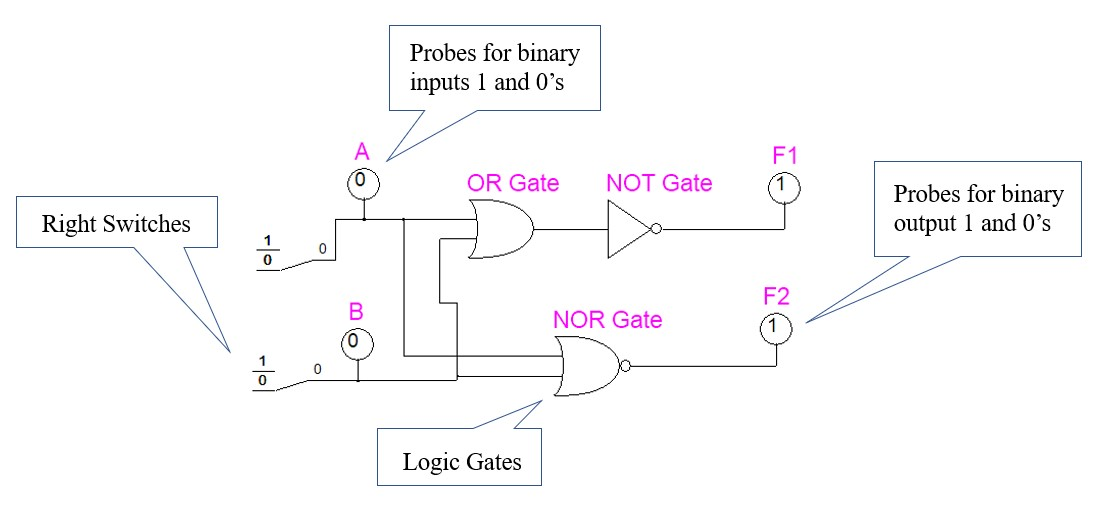 Probes for binary
inputs 1 and 0’s
A
0
OR Gate
NOT Gate
F1
1
Probes for binary
output 1 and 0’s
Right Switches
1
0
0
B
0
NOR Gate
F2
1
1
0
0
Logic Gates